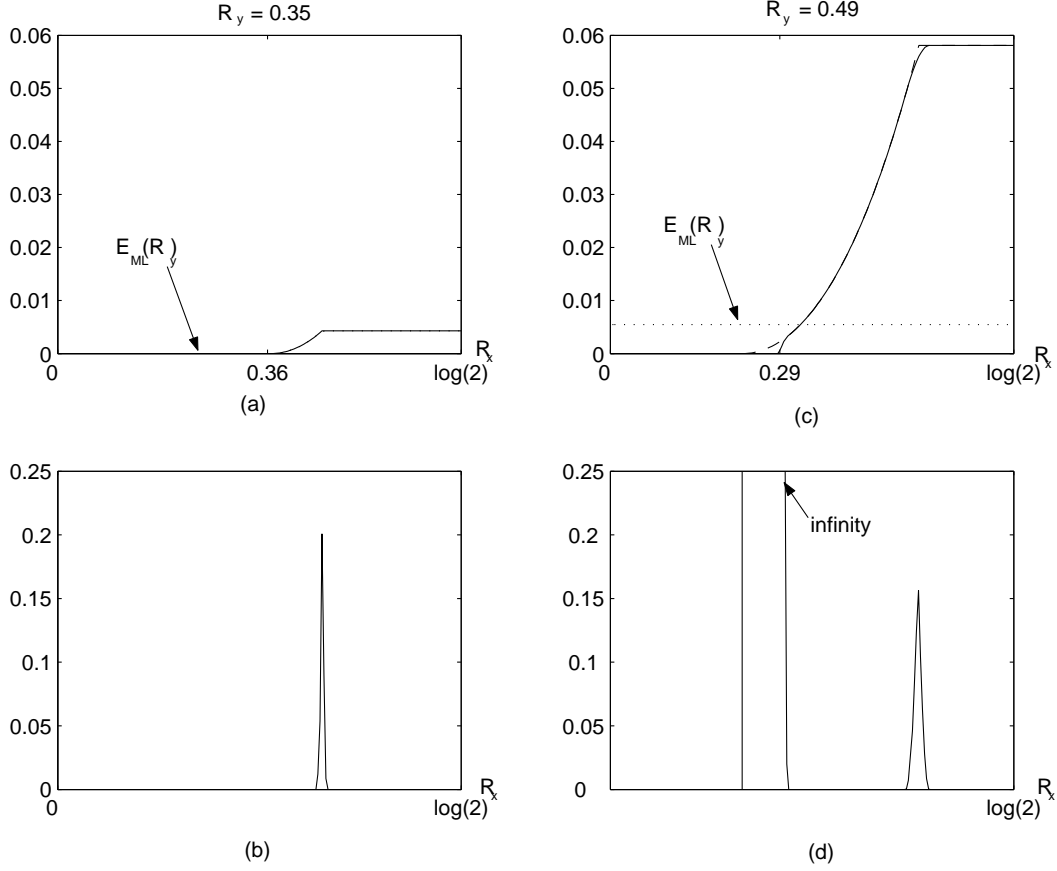 R y = 0.35
0.06
0.05
0.04
0.03
0.02
0.01
0
E ML (R y )
0.36
R x
log(2)
(a)
R y = 0.49
0.06
0.05
0.04
0.03
0.02
0.01
0
E ML (R y )
0
0.29
R x
log(2)
(c)
0.25
0.2
0.15
0.1
0.05
0
0
R x
log(2)
(b)
0.25
0.2
0.15
0.1
0.05
0
infinity
R x
log(2)
(d)